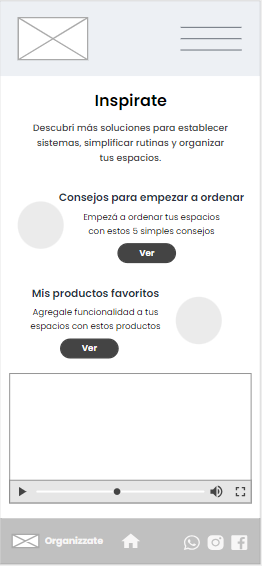 Inspirate
Descubrí más soluciones para establecer
sistemas, simplificar rutinas y organizar
tus espacios.
Consejos para empezar a ordenar
Empezá a ordenar tus espacios
con estos 5 simples consejos
Ver
Mis productos favoritos
Agregale funcionalidad a tus
espacios con estos productos
Ver
Organizzate